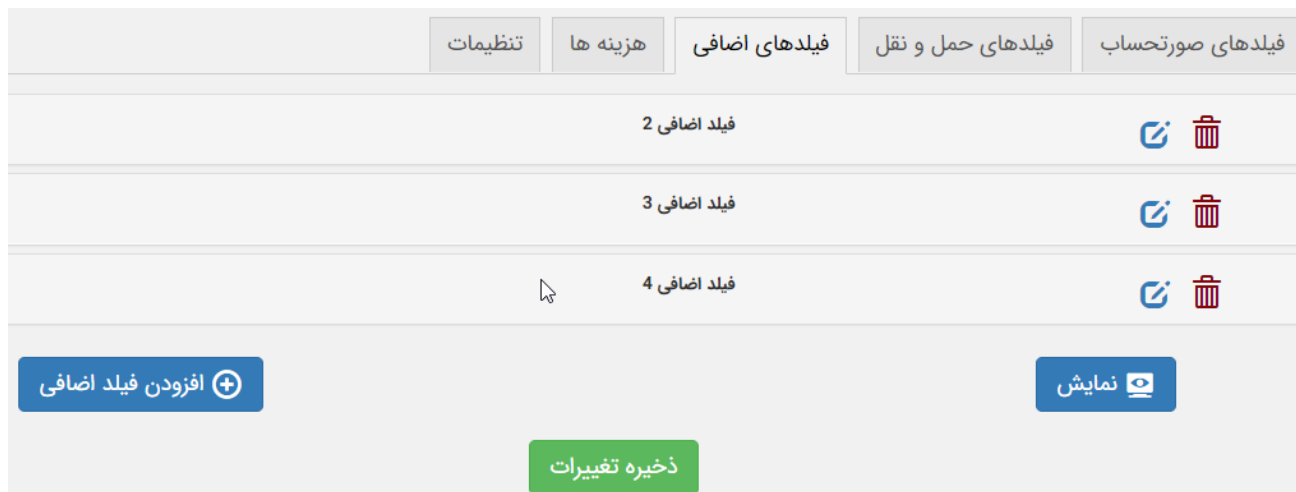 فیلدهای صورتحساب
فیلدهای حمل و نقل
فیلدهای اضافی
هزینه ها
تنظیمات
فیلد اضافی 2
فیلد اضافی 3
فیلد اضافی 4
نمایش
افزودن فیلد اضافی
ذخیره تغییرات